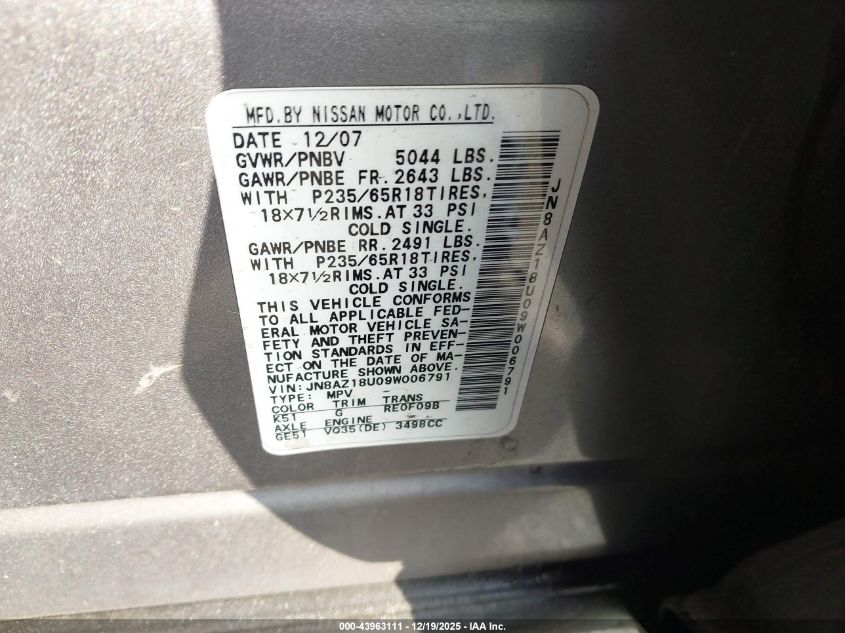 MFD.BY NISSAN MOTOR CO.,LTD.
DATE 12/07
GVWR/PNBV 5044 LBS.
GAWR/PNBE FR.2643 LBS.
WITH P235/65R18TIRES,
18×7½RIMS.AT 33 PSI
COLD SINGLE.
GAWR/PNBE RR.2491 LBS.
WITH P235/65R18TIRES,
18×7½RIMS.AT 33 PSI
COLD SINGLE.
THIS VEHICLE CONFORMS
TO ALL APPLICABLE FED-
ERAL MOTOR VEHICLE SA-
FETY AND THEFT PREVEN-
TION STANDARDS IN EFF-
ECT ON THE DATE OF MA-
NUFACTURE SHOWN ABOVE.
VIN:JN8AZ18U09W006791
TYPE: MPV
COLOR TRIM TRANS
K51 G RE0F09B
AXLE ENGINE
GE51 VQ35(DE) 3498CC
JN8AZ18U09W006791
000-43963111 - 12/19/2025 - IAA Inc.